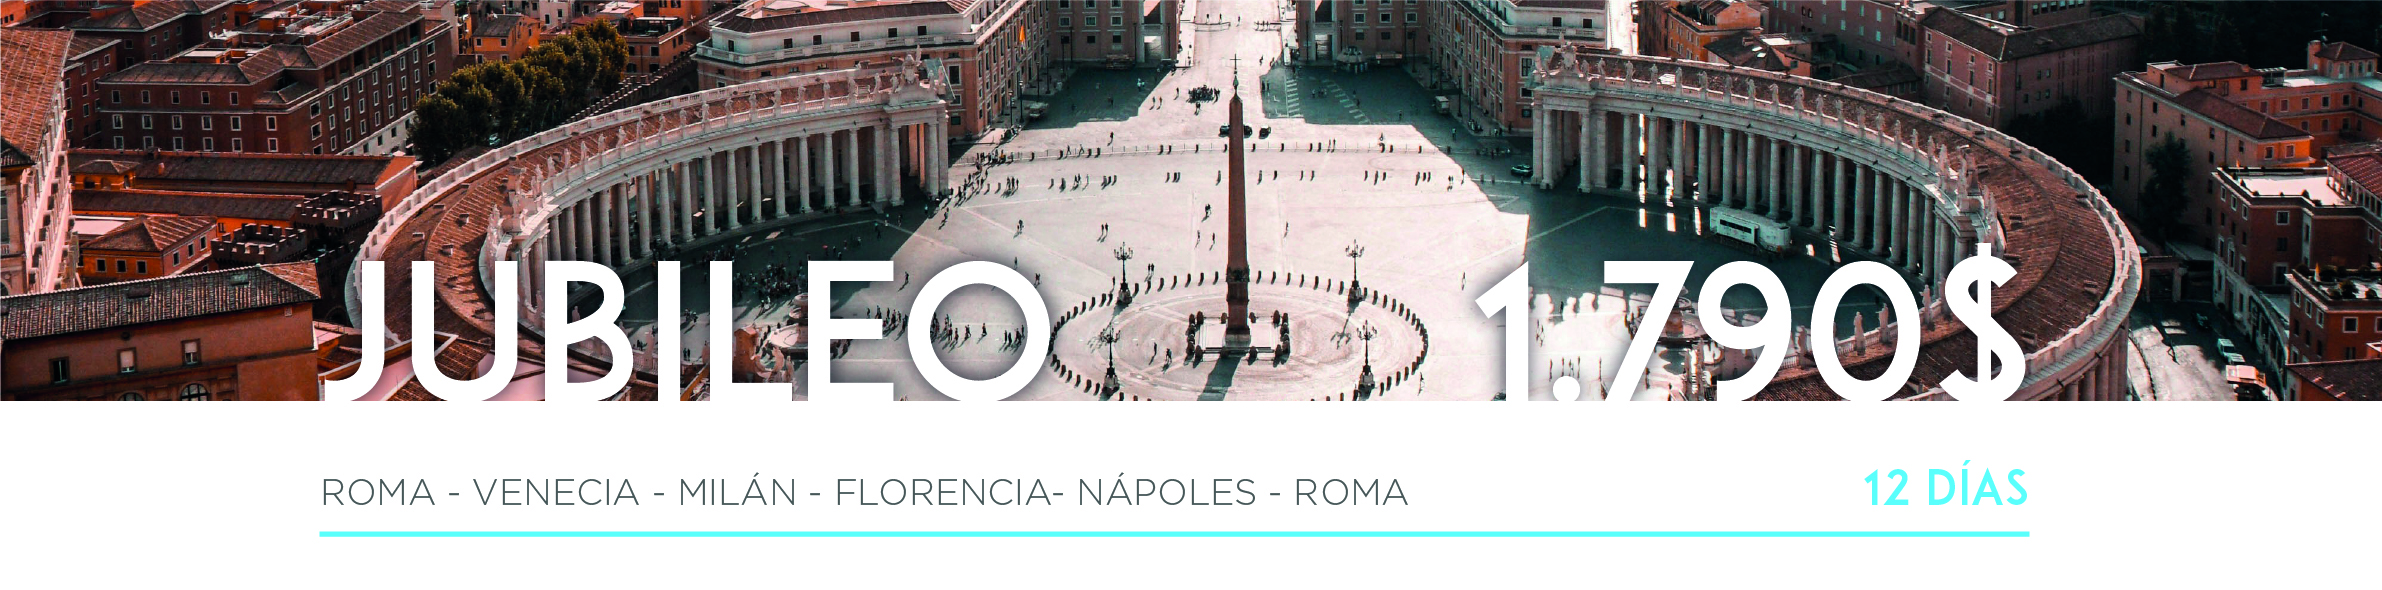 JUBILEO 1.790$
ROMA - VENECIA - MILÁN - FLORENCIA- NÁPOLES - ROMA 12 DÍAS